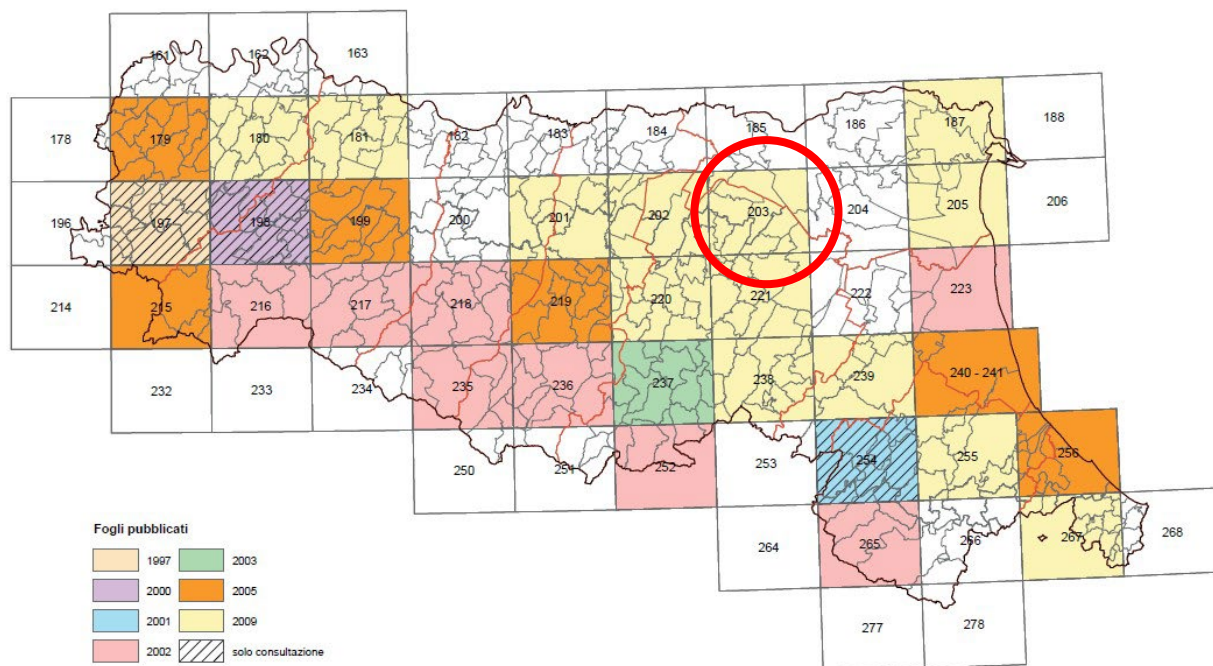 161 162 163
178 179 180 181 182 183 184 185 186 187 188
196 197 198 199 200 201 202 203 204 205 206
214 215 216 217 218 219 220 221 222 223
232 233 234 235 236 237 238 239 240 - 241
250 251 252 253 254 255 256
264 265 266 267 268
277 278
Fogli pubblicati
1997 2003
2000 2005
2001 2009
2002 solo consultazione